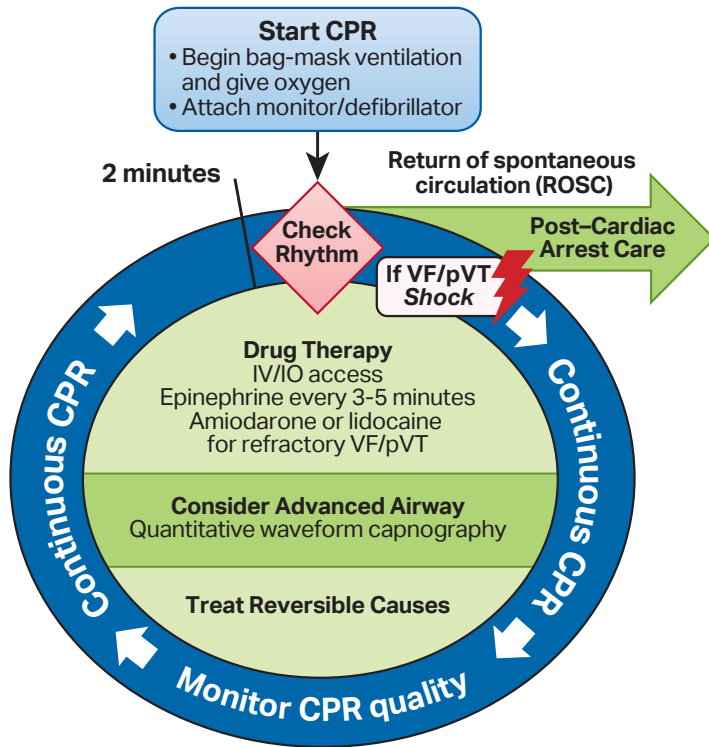 Start CPR
• Begin bag-mask ventilation
and give oxygen
• Attach monitor/defibrillator
2 minutes
Return of spontaneous
circulation (ROSC)
Post–Cardiac
Arrest Care
Check
Rhythm
If VF/pVT
Shock
Drug Therapy
IV/IO access
Epinephrine every 3-5 minutes
Amiodarone or lidocaine
for refractory VF/pVT
Consider Advanced Airway
Quantitative waveform capnography
Treat Reversible Causes
Continuous CPR
Monitor CPR quality
Continuous CPR